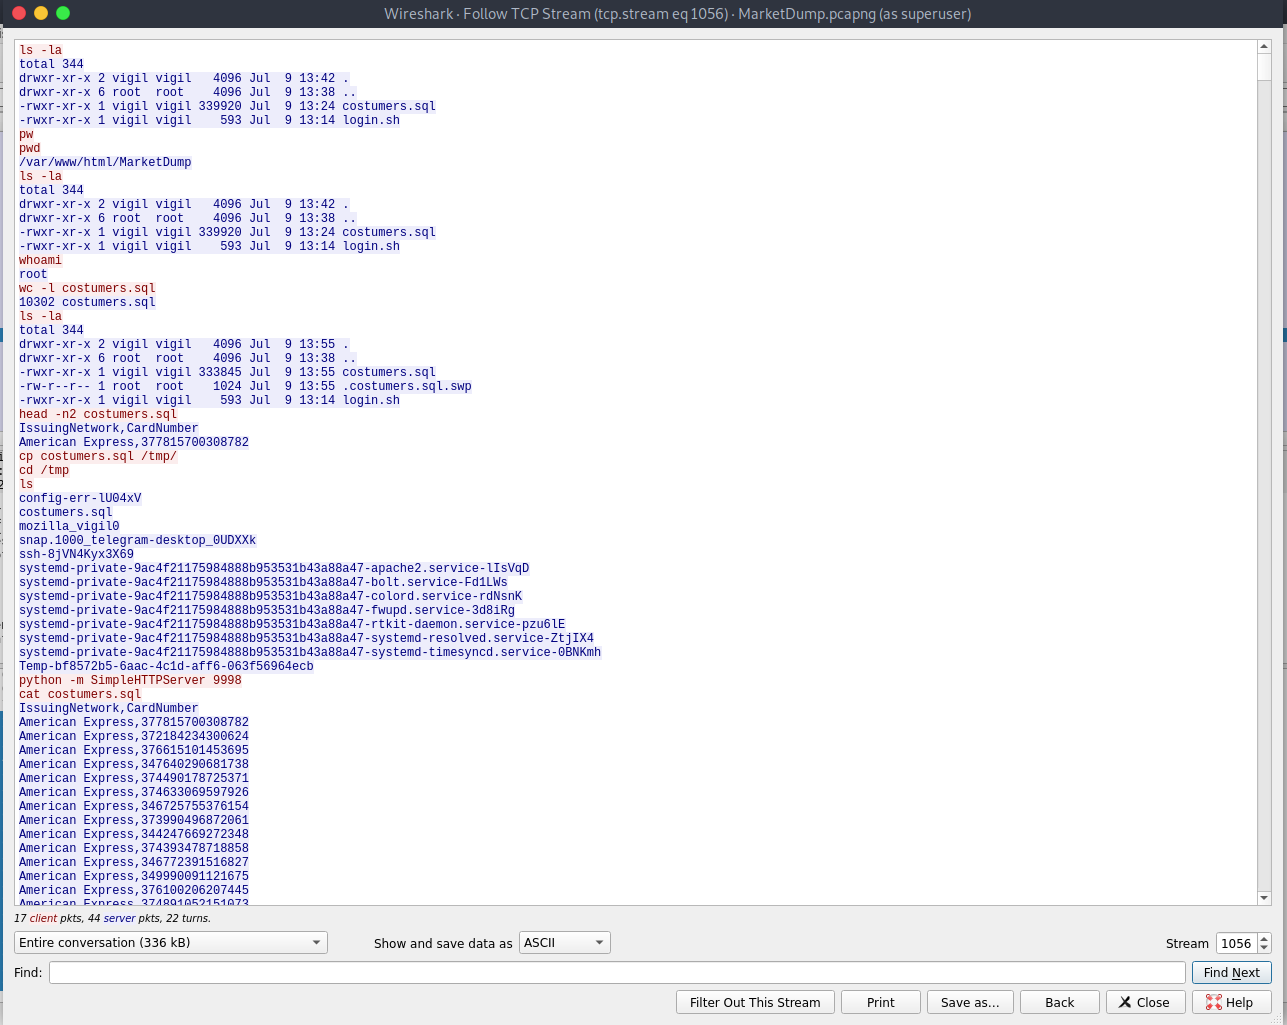 Wireshark · Follow TCP Stream (tcp.stream eq 1056) · MarketDump.pcapng (as superuser)
ls -la
total 344
drwxr-xr-x 2 vigil vigil   4096 Jul  9 13:42 .
drwxr-xr-x 6 root  root    4096 Jul  9 13:38 ..
-rwxr-xr-x 1 vigil vigil 339920 Jul  9 13:24 costumers.sql
-rwxr-xr-x 1 vigil vigil    593 Jul  9 13:14 login.sh
pw
pwd
/var/www/html/MarketDump
ls -la
total 344
drwxr-xr-x 2 vigil vigil   4096 Jul  9 13:42 .
drwxr-xr-x 6 root  root    4096 Jul  9 13:38 ..
-rwxr-xr-x 1 vigil vigil 339920 Jul  9 13:24 costumers.sql
-rwxr-xr-x 1 vigil vigil    593 Jul  9 13:14 login.sh
whoami
root
wc -l costumers.sql
10302 costumers.sql
ls -la
total 344
drwxr-xr-x 2 vigil vigil   4096 Jul  9 13:55 .
drwxr-xr-x 6 root  root    4096 Jul  9 13:38 ..
-rwxr-xr-x 1 vigil vigil 333845 Jul  9 13:55 costumers.sql
-rw-r--r-- 1 root  root    1024 Jul  9 13:55 .costumers.sql.swp
-rwxr-xr-x 1 vigil vigil    593 Jul  9 13:14 login.sh
head -n2 costumers.sql
IssuingNetwork,CardNumber
American Express,377815700308782
cp costumers.sql /tmp/
cd /tmp
ls
config-err-lU04xV
costumers.sql
mozilla_vigil0
snap.1000_telegram-desktop_0UDXXk
ssh-8jVN4Kyx3X69
systemd-private-9ac4f21175984888b953531b43a88a47-apache2.service-lIsVqD
systemd-private-9ac4f21175984888b953531b43a88a47-bolt.service-Fd1LWs
systemd-private-9ac4f21175984888b953531b43a88a47-colord.service-rdNsnK
systemd-private-9ac4f21175984888b953531b43a88a47-fwupd.service-3d8iRg
systemd-private-9ac4f21175984888b953531b43a88a47-rtkit-daemon.service-pzu6lE
systemd-private-9ac4f21175984888b953531b43a88a47-systemd-resolved.service-ZtjIX4
systemd-private-9ac4f21175984888b953531b43a88a47-systemd-timesyncd.service-0BNKmh
Temp-bf8572b5-6aac-4c1d-aff6-063f56964ecb
python -m SimpleHTTPServer 9998
cat costumers.sql
IssuingNetwork,CardNumber
American Express,377815700308782
American Express,372184234300624
American Express,376615101453695
American Express,347640290681738
American Express,374490178725371
American Express,374633069597926
American Express,346725755376154
American Express,373990496872061
American Express,344247669272348
American Express,374393478718858
American Express,346772391516827
American Express,349990091121675
American Express,376100206207445
American Express,374891052151073
17 client pkts, 44 server pkts, 22 turns.
Entire conversation (336 kB) Show and save data as ASCII Stream 1056
Find: Find Next
Filter Out This Stream Print Save as… Back Close Help